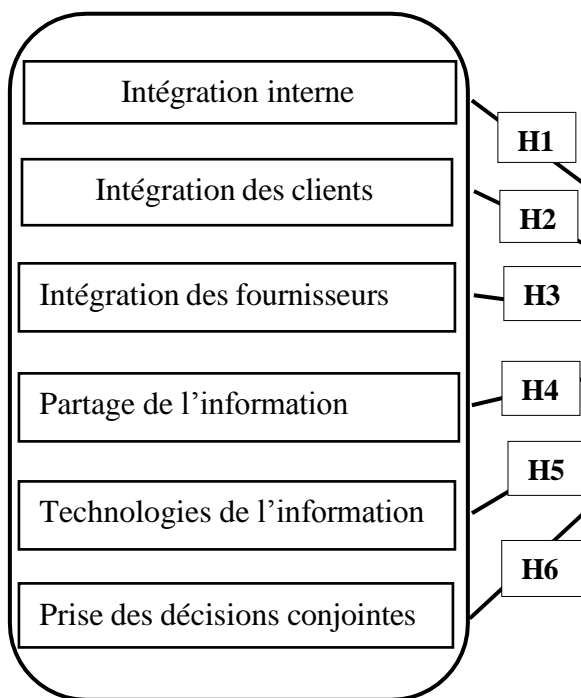 Intégration interne
H1
Intégration des clients
H2
Intégration des fournisseurs
H3
Partage de l’information
H4
Technologies de l’information
H5
Prise des décisions conjointes
H6